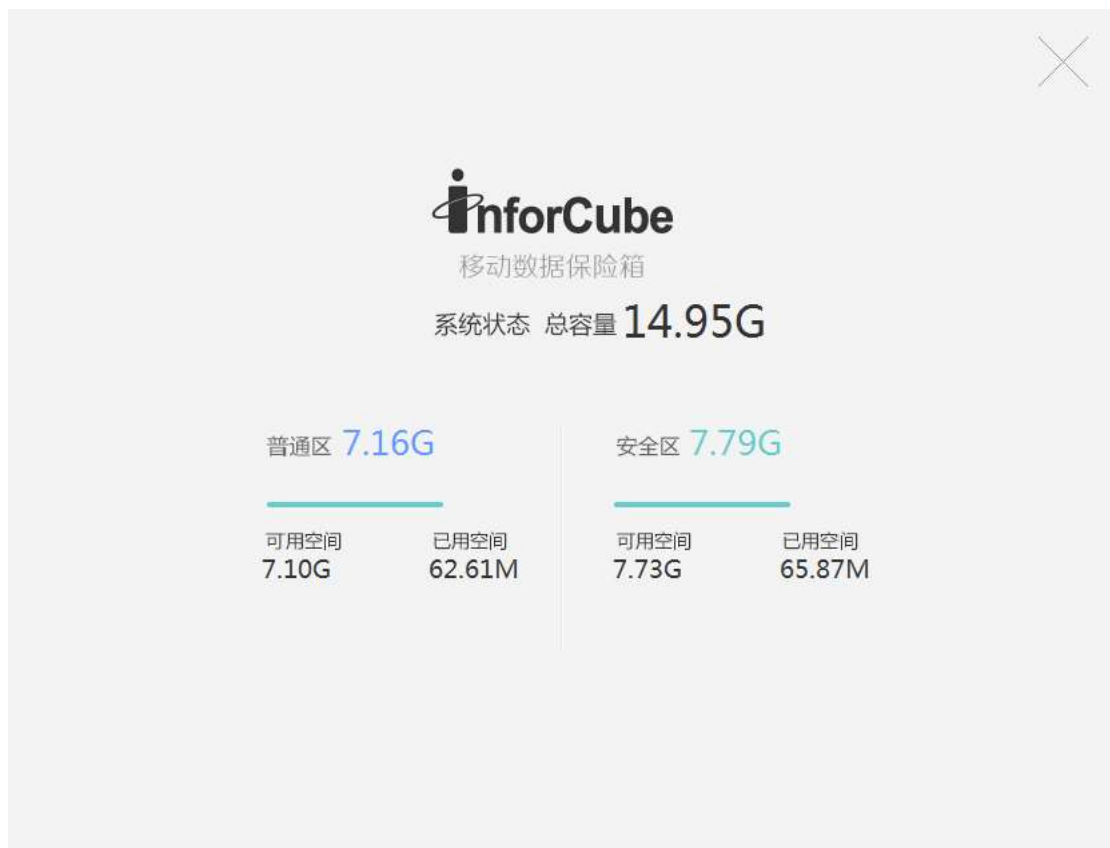 inforCube
移动数据保险箱
系统状态 总容量 14.95G
普通区 7.16G
可用空间 已用空间
7.10G 62.61M
安全区 7.79G
可用空间 已用空间
7.73G 65.87M